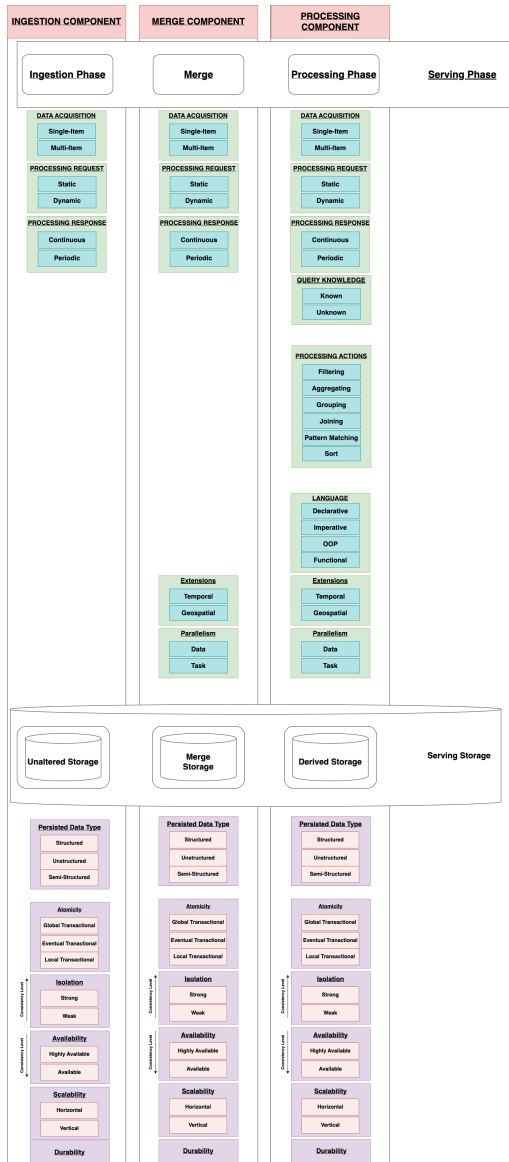 INGESTION COMPONENT
MERGE COMPONENT
PROCESSING
COMPONENT
Ingestion Phase
Merge
Processing Phase
Serving Phase
DATA ACQUISITION
Single-Item
Multi-Item
PROCESSING REQUEST
Static
Dynamic
PROCESSING RESPONSE
Continuous
Periodic
DATA ACQUISITION
Single-Item
Multi-Item
PROCESSING REQUEST
Static
Dynamic
PROCESSING RESPONSE
Continuous
Periodic
Extensions
Temporal
Geospatial
Parallelism
Data
Task
DATA ACQUISITION
Single-Item
Multi-Item
PROCESSING REQUEST
Static
Dynamic
PROCESSING RESPONSE
Continuous
Periodic
QUERY KNOWLEDGE
Known
Unknown
PROCESSING ACTIONS
Filtering
Aggregating
Grouping
Joining
Pattern Matching
Sort
LANGUAGE
Declarative
Imperative
OOP
Functional
Extensions
Temporal
Geospatial
Parallelism
Data
Task
Unaltered Storage
Merge
Storage
Derived Storage
Serving Storage
Persisted Data Type
Structured
Unstructured
Semi-Structured
Atomicity
Global Transactional
Eventual Tranactional
Local Transactional
Consistency Level
Isolation
Strong
Weak
Consistency Level
Availability
Highly Available
Available
Scalability
Horizontal
Vertical
Durability
Persisted Data Type
Structured
Unstructured
Semi-Structured
Atomicity
Global Transactional
Eventual Tranactional
Local Transactional
Consistency Level
Isolation
Strong
Weak
Consistency Level
Availability
Highly Available
Available
Scalability
Horizontal
Vertical
Durability
Persisted Data Type
Structured
Unstructured
Semi-Structured
Atomicity
Global Transactional
Eventual Tranactional
Local Transactional
Consistency Level
Isolation
Strong
Weak
Consistency Level
Availability
Highly Available
Available
Scalability
Horizontal
Vertical
Durability